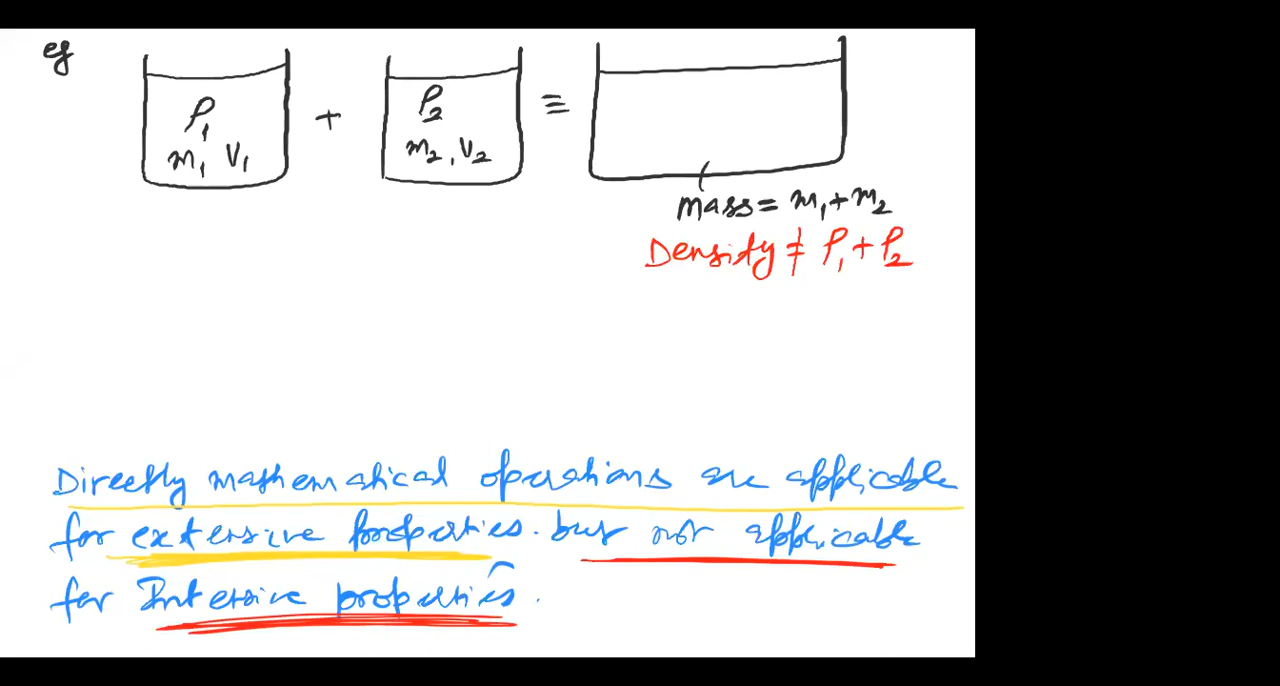 eg
ρ₁ + ρ₂ ≡
m₁ V₁ m₂, V₂
mass = m₁ + m₂
Density ≠ ρ₁ + ρ₂
Directly mathematical operations are applicable
for extensive properties. but not applicable
for Intensive properties.